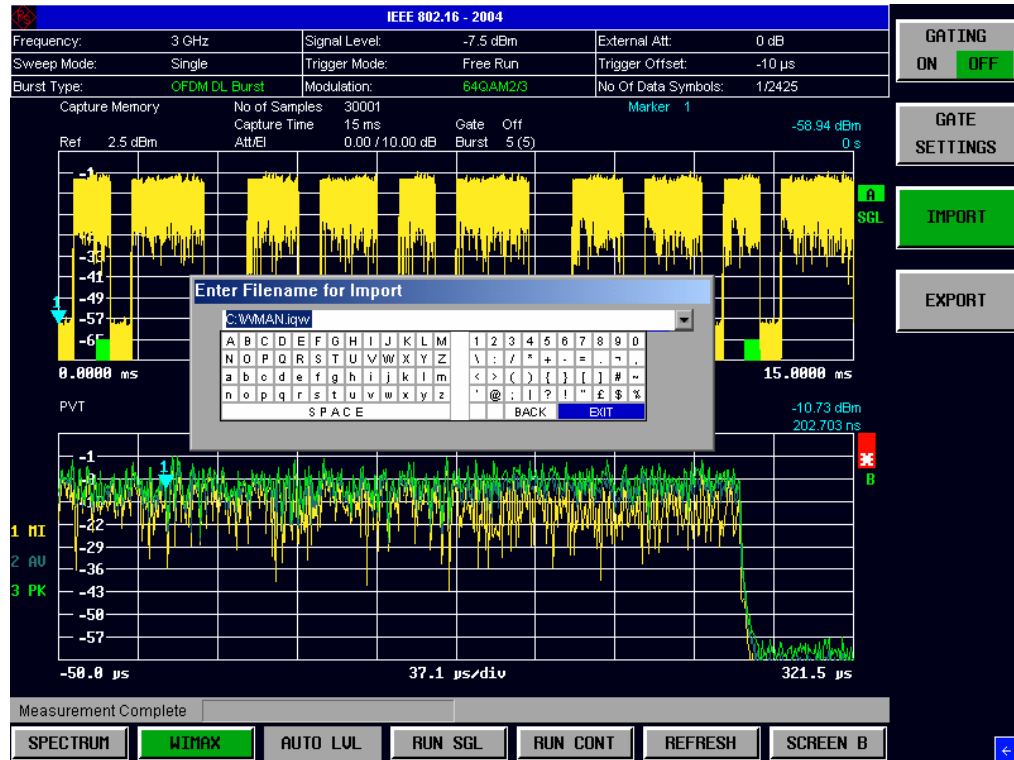 IEEE 802.16 - 2004
Frequency: 3 GHz Signal Level: -7.5 dBm External Att: 0 dB
Sweep Mode: Single Trigger Mode: Free Run Trigger Offset: -10 µs
Burst Type: OFDM DL Burst Modulation: 64QAM2/3 No Of Data Symbols: 1/2425
Capture Memory No of Samples 30001 Marker 1
Capture Time 15 ms Gate Off -58.94 dBm
Ref 2.5 dBm Att/El 0.00 / 10.00 dB Burst 5 (5) 0 s
GATING
ON OFF
GATE
SETTINGS
IMPORT
EXPORT
A
SGL
-1
-33
-41
-49
1
-57
Enter Filename for Import
C:\WMAN.iqw
A B C D E F G H I J K L M 1 2 3 4 5 6 7 8 9 0
N O P Q R S T U V W X Y Z \ : / * + - = . ¬ ,
a b c d e f g h i j k l m < > ( ) { } [ ] # ~
n o p q r s t u v w x y z ' @ ; | ? ! " £ $ %
SPACE BACK EXIT
0.0000 ms 15.0000 ms
PVT -10.73 dBm
202.703 ns
-1
1
B
-22
-29
-36
-43
-50
-57
1 MI
2 AV
3 PK
-50.0 µs 37.1 µs/div 321.5 µs
Measurement Complete
SPECTRUM WIMAX AUTO LVL RUN SGL RUN CONT REFRESH SCREEN B